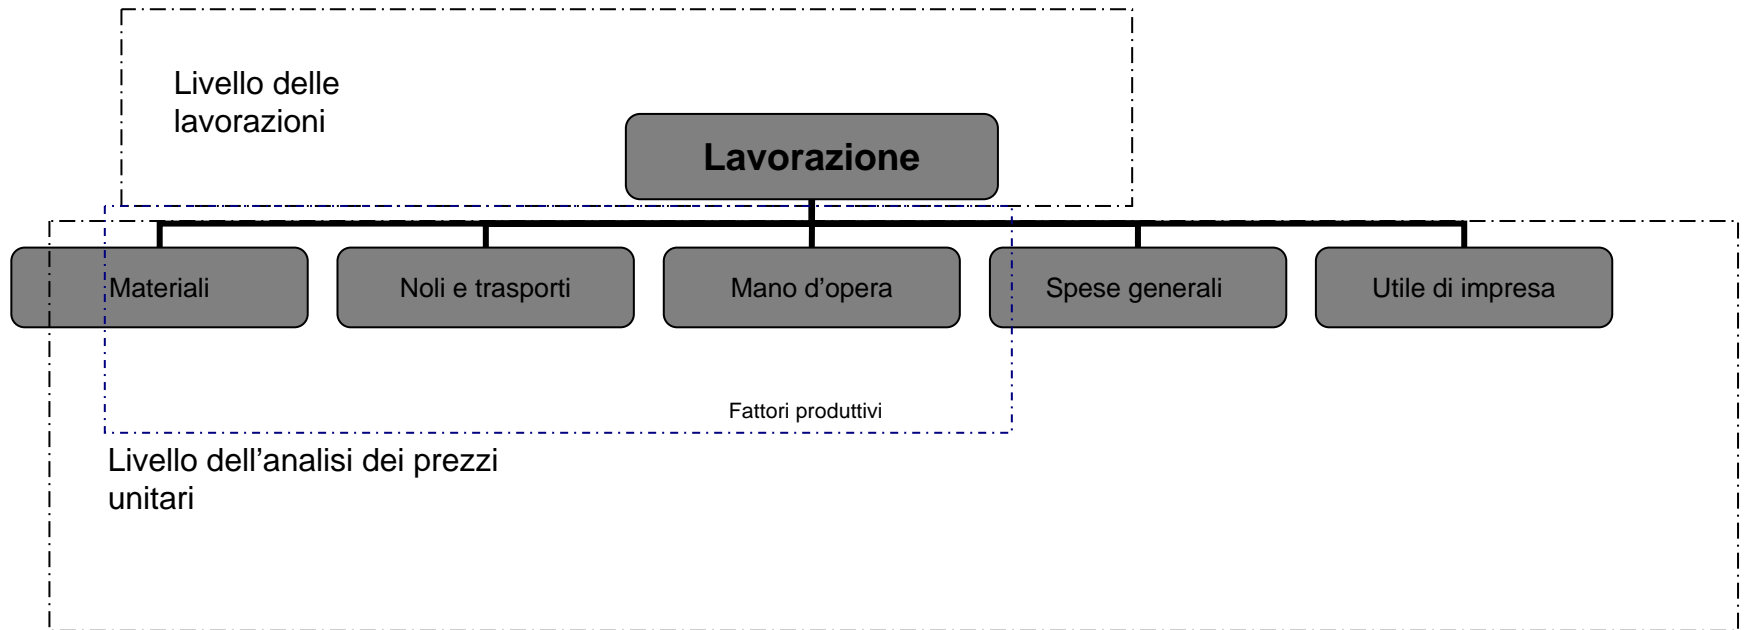 Livello delle
lavorazioni
Lavorazione
Materiali
Noli e trasporti
Mano d’opera
Spese generali
Utile di impresa
Fattori produttivi
Livello dell’analisi dei prezzi
unitari